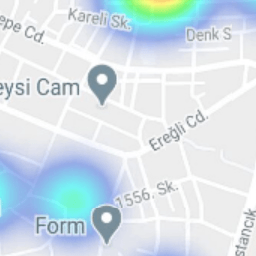 Kareli Sk.
epe Cd.
Denk S
eysi Cam
Ereğli Cd.
1556. Sk.
Form
stancık